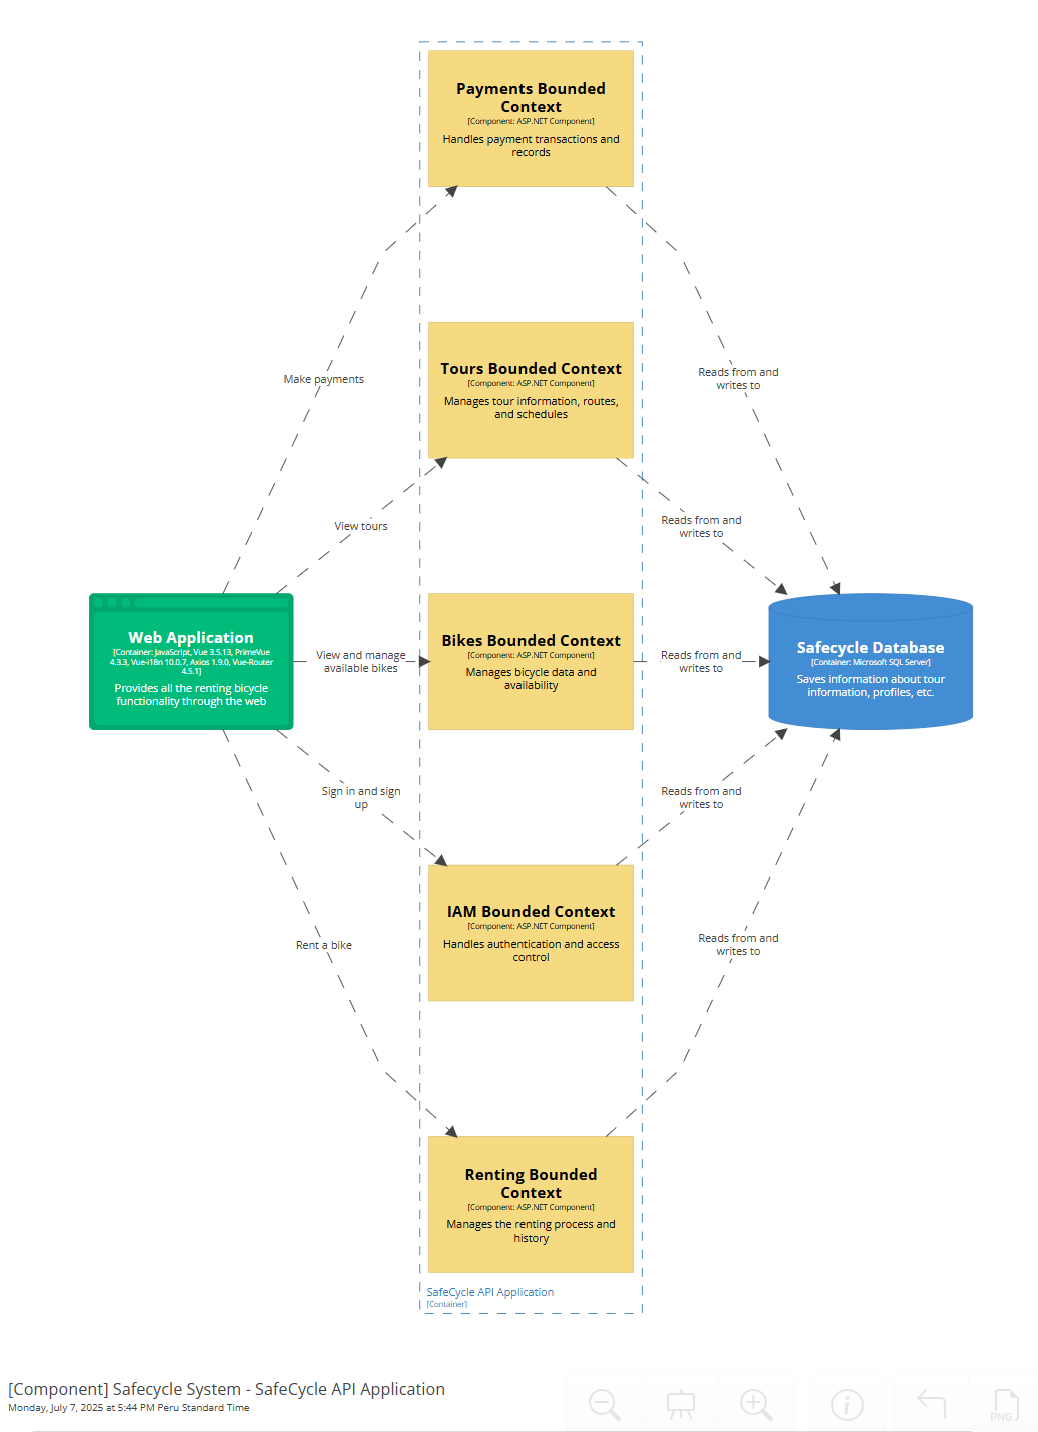 Payments Bounded
Context
[Component: ASP.NET Component]
Handles payment transactions and
records
Make payments
Reads from and
writes to
Tours Bounded Context
[Component: ASP.NET Component]
Manages tour information, routes,
and schedules
View tours
Reads from and
writes to
Web Application
[Container: JavaScript, Vue 3.5.13, PrimeVue
4.3.3, Vue-i18n 10.0.7, Axios 1.9.0, Vue-Router
4.5.1]
Provides all the renting bicycle
functionality through the web
View and manage
available bikes
Bikes Bounded Context
[Component: ASP.NET Component]
Manages bicycle data and
availability
Reads from and
writes to
Safecycle Database
[Container: Microsoft SQL Server]
Saves information about tour
information, profiles, etc.
Sign in and sign
up
Reads from and
writes to
IAM Bounded Context
[Component: ASP.NET Component]
Handles authentication and access
control
Rent a bike
Reads from and
writes to
Renting Bounded
Context
[Component: ASP.NET Component]
Manages the renting process and
history
SafeCycle API Application
[Container]
[Component] Safecycle System - SafeCycle API Application
Monday, July 7, 2025 at 5:44 PM Peru Standard Time
PNG